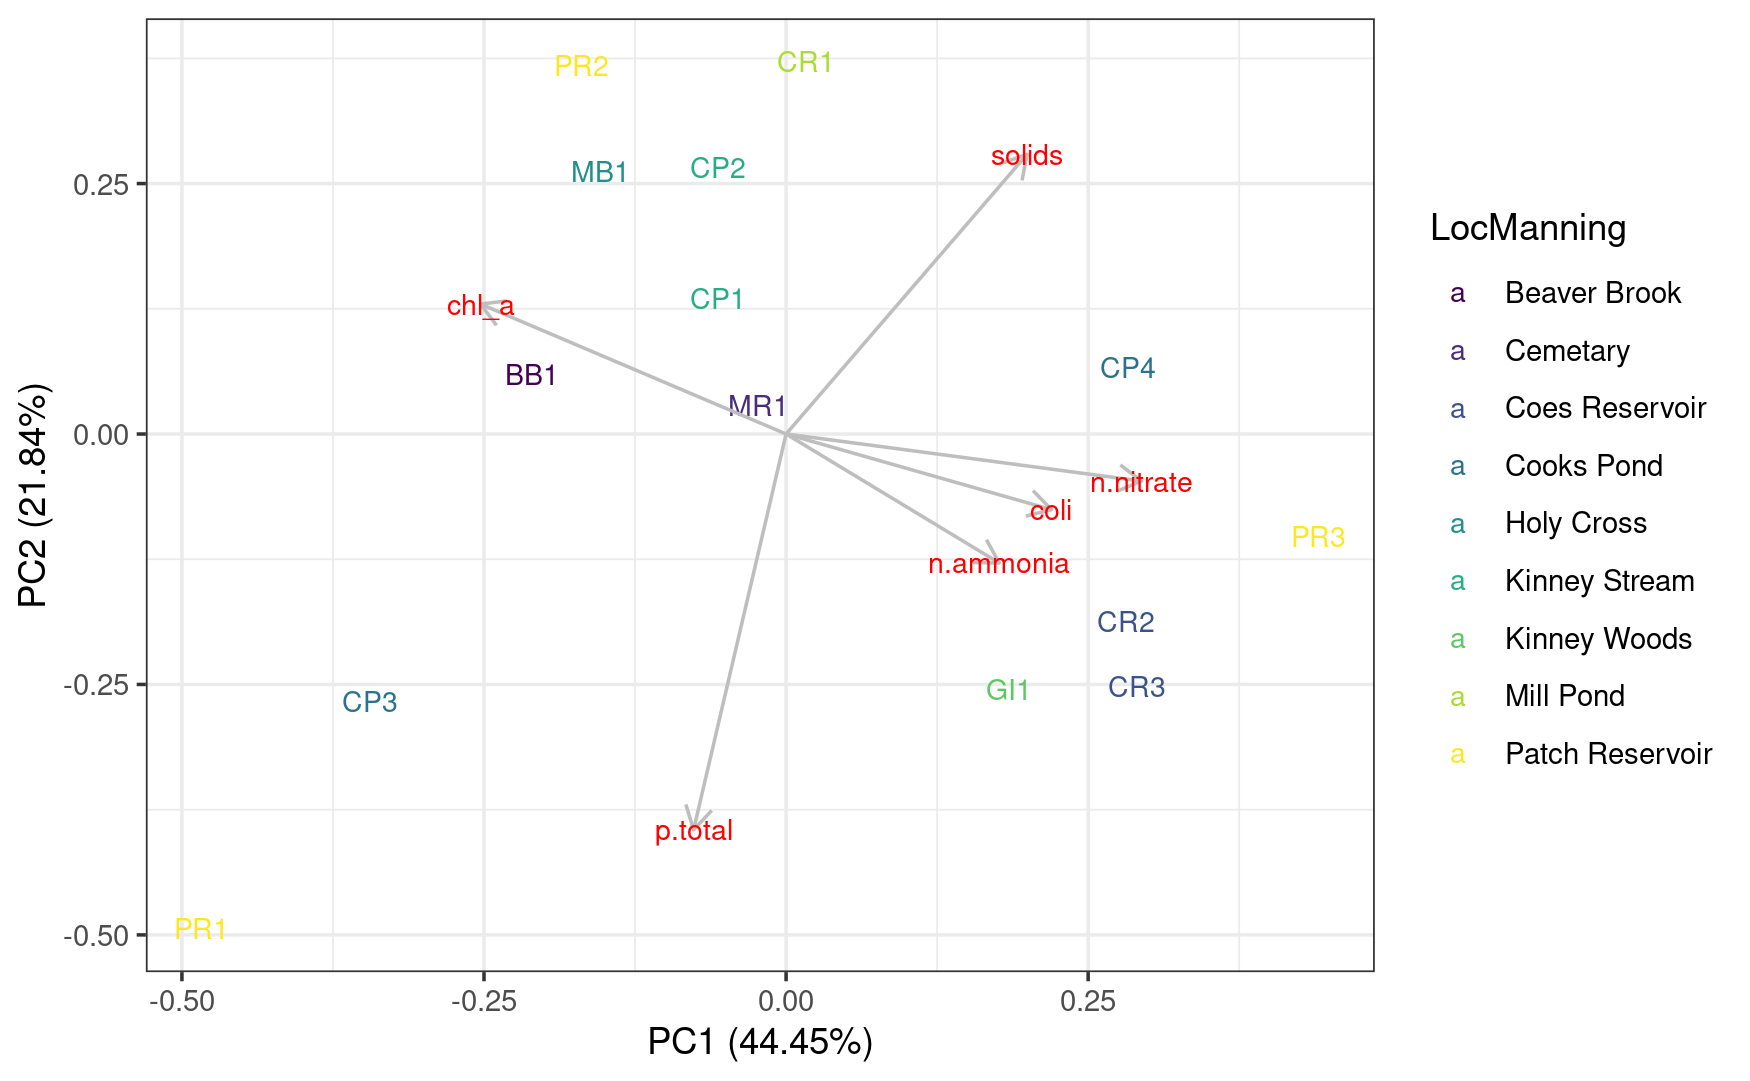 PR2
CR1
solids
MB1
CP2
0.25
LocManning
chl_a
CP1
a Beaver Brook
BB1
CP4
a Cemetary
MR1
a Coes Reservoir
0.00
a Cooks Pond
n.nitrate
coli
a Holy Cross
PR3
n.ammonia
a Kinney Stream
CR2
a Kinney Woods
-0.25
CP3
GI1
CR3
a Mill Pond
a Patch Reservoir
p.total
PR1
-0.50
PC2 (21.84%)
-0.50 -0.25 0.00 0.25
PC1 (44.45%)